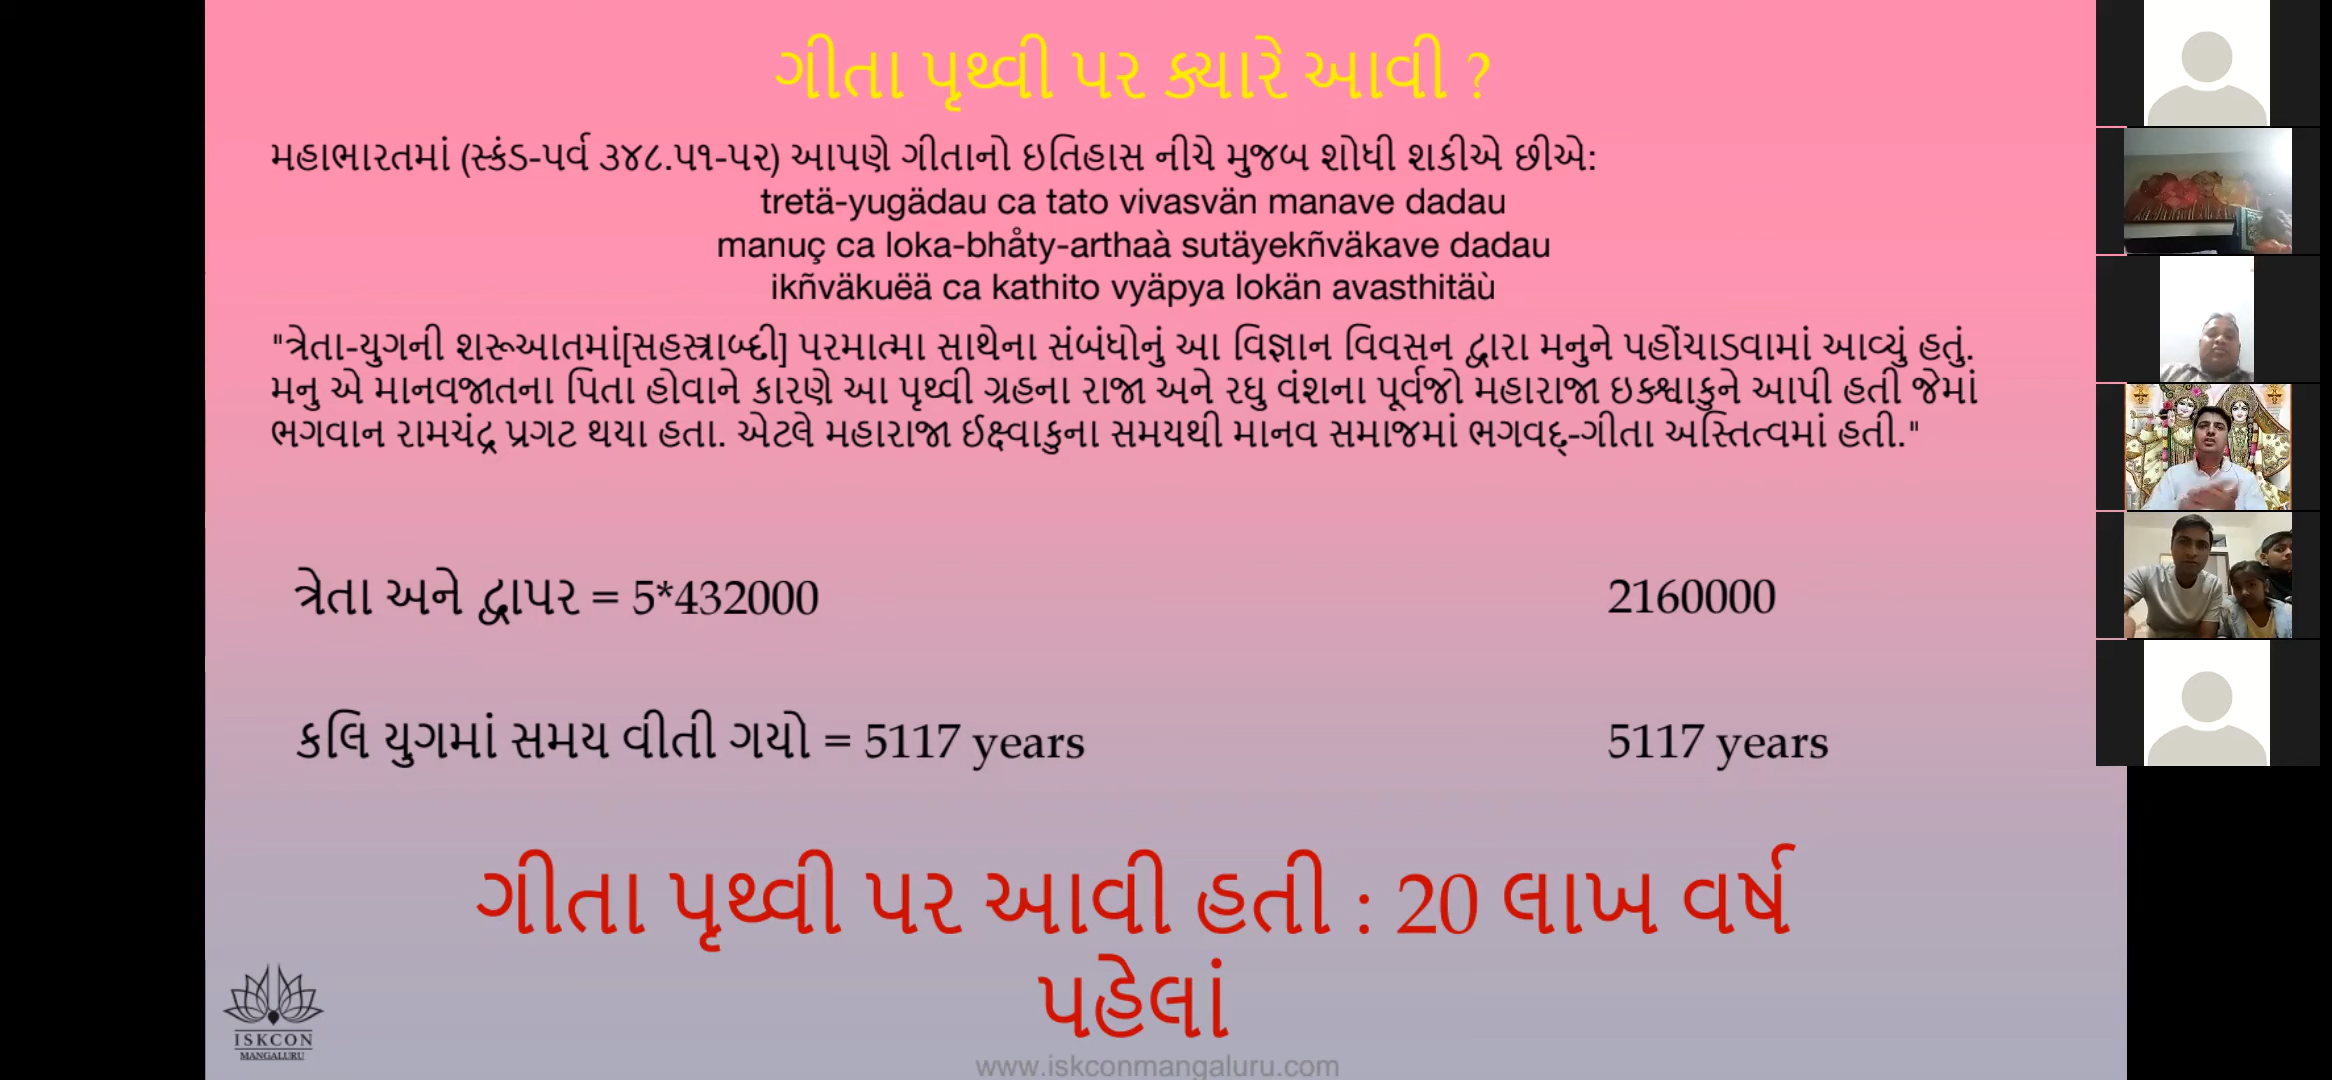 ગીતા પૃથ્વી પર ક્યારે આવી ?
મહાભારતમાં (સ્કંડ-પર્વ ૩૪૮.૫૧-૫૨) આપણે ગીતાનો ઇતિહાસ નીચે મુજબ શોધી શકીએ છીએ:
tretä-yugädau ca tato vivasvän manave dadau
manuç ca loka-bhåty-arthaà sutäyekñväkave dadau
ikñväkuëä ca kathito vyäpya lokän avasthitäù
"ત્રેતા-યુગની શરૂઆતમાં[સહસ્ત્રાબ્દી] પરમાત્મા સાથેના સંબંધોનું આ વિજ્ઞાન વિવસન દ્વારા મનુને પહોંચાડવામાં આવ્યું હતું.
મનુ એ માનવજાતના પિતા હોવાને કારણે આ પૃથ્વી ગ્રહના રાજા અને રઘુ વંશના પૂર્વજો મહારાજા ઇક્શ્વાકુને આપી હતી જેમાં
ભગવાન રામચંદ્ર પ્રગટ થયા હતા. એટલે મહારાજા ઈક્ષ્વાકુના સમયથી માનવ સમાજમાં ભગવદ્-ગીતા અસ્તિત્વમાં હતી."
ત્રેતા અને દ્વાપર = 5*432000 2160000
કલિ યુગમાં સમય વીતી ગયો = 5117 years 5117 years
ગીતા પૃથ્વી પર આવી હતી : 20 લાખ વર્ષ
પહેલાં
ISKCON
MANGALURU
www.iskconmangaluru.com